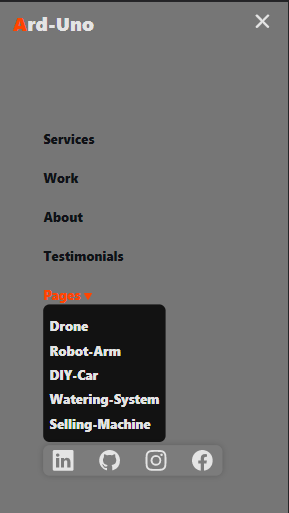 Ard-Uno
Services
Work
About
Testimonials
Pages
Drone
Robot-Arm
DIY-Car
Watering-System
Selling-Machine